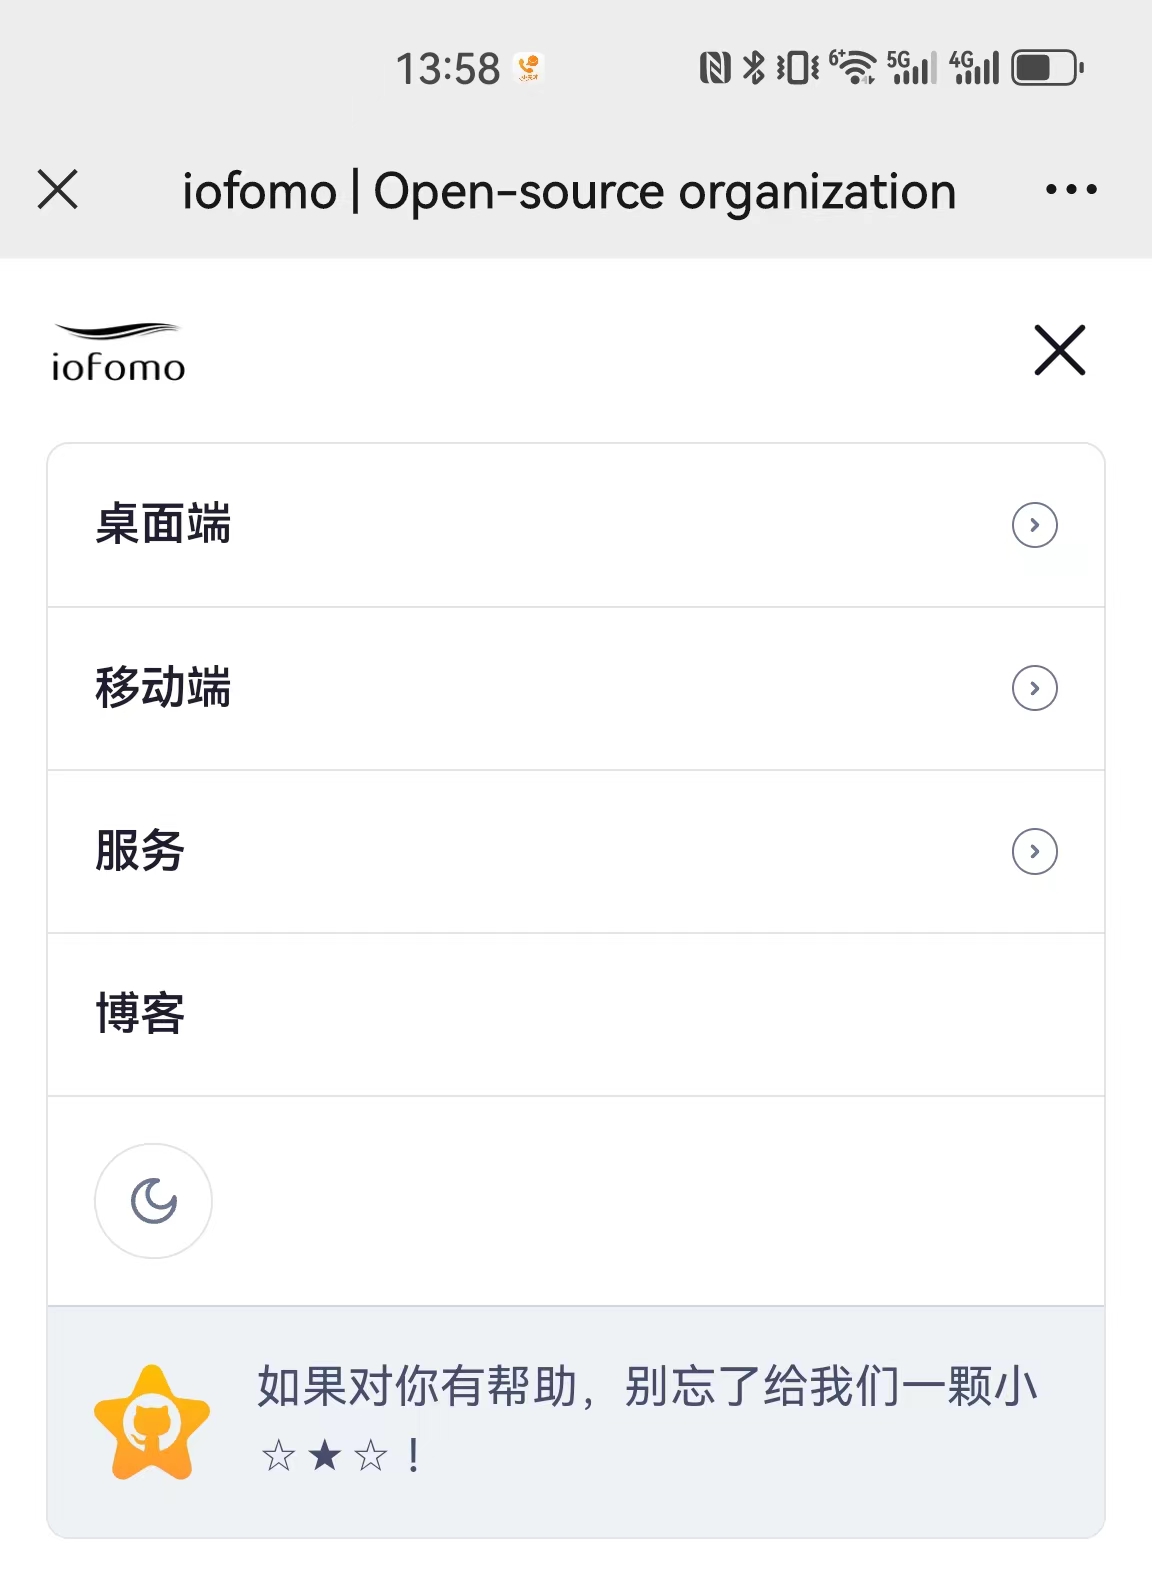 13:58
6+ 5G 4G
iofomo | Open-source organization
iofomo
桌面端
移动端
服务
博客
如果对你有帮助，别忘了给我们一颗小
☆ ★ ☆ ！